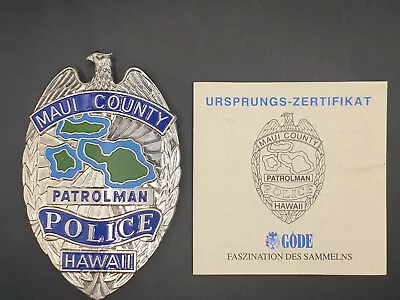 MAUI COUNTY
PATROLMAN
POLICE
HAWAII
URSPRUNGS-ZERTIFIKAT
MAUI COUNTY
PATROLMAN
POLICE
HAWAII
GÖDE
FASZINATION DES SAMMELNS